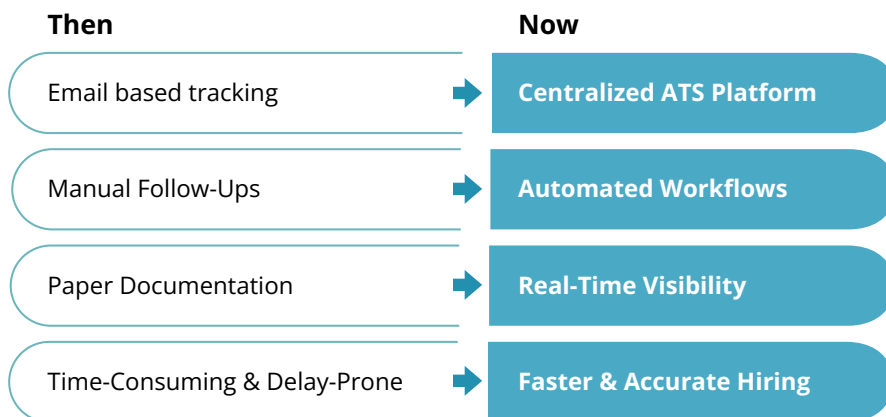 Then
Now
Email based tracking
Centralized ATS Platform
Manual Follow-Ups
Automated Workflows
Paper Documentation
Real-Time Visibility
Time-Consuming & Delay-Prone
Faster & Accurate Hiring